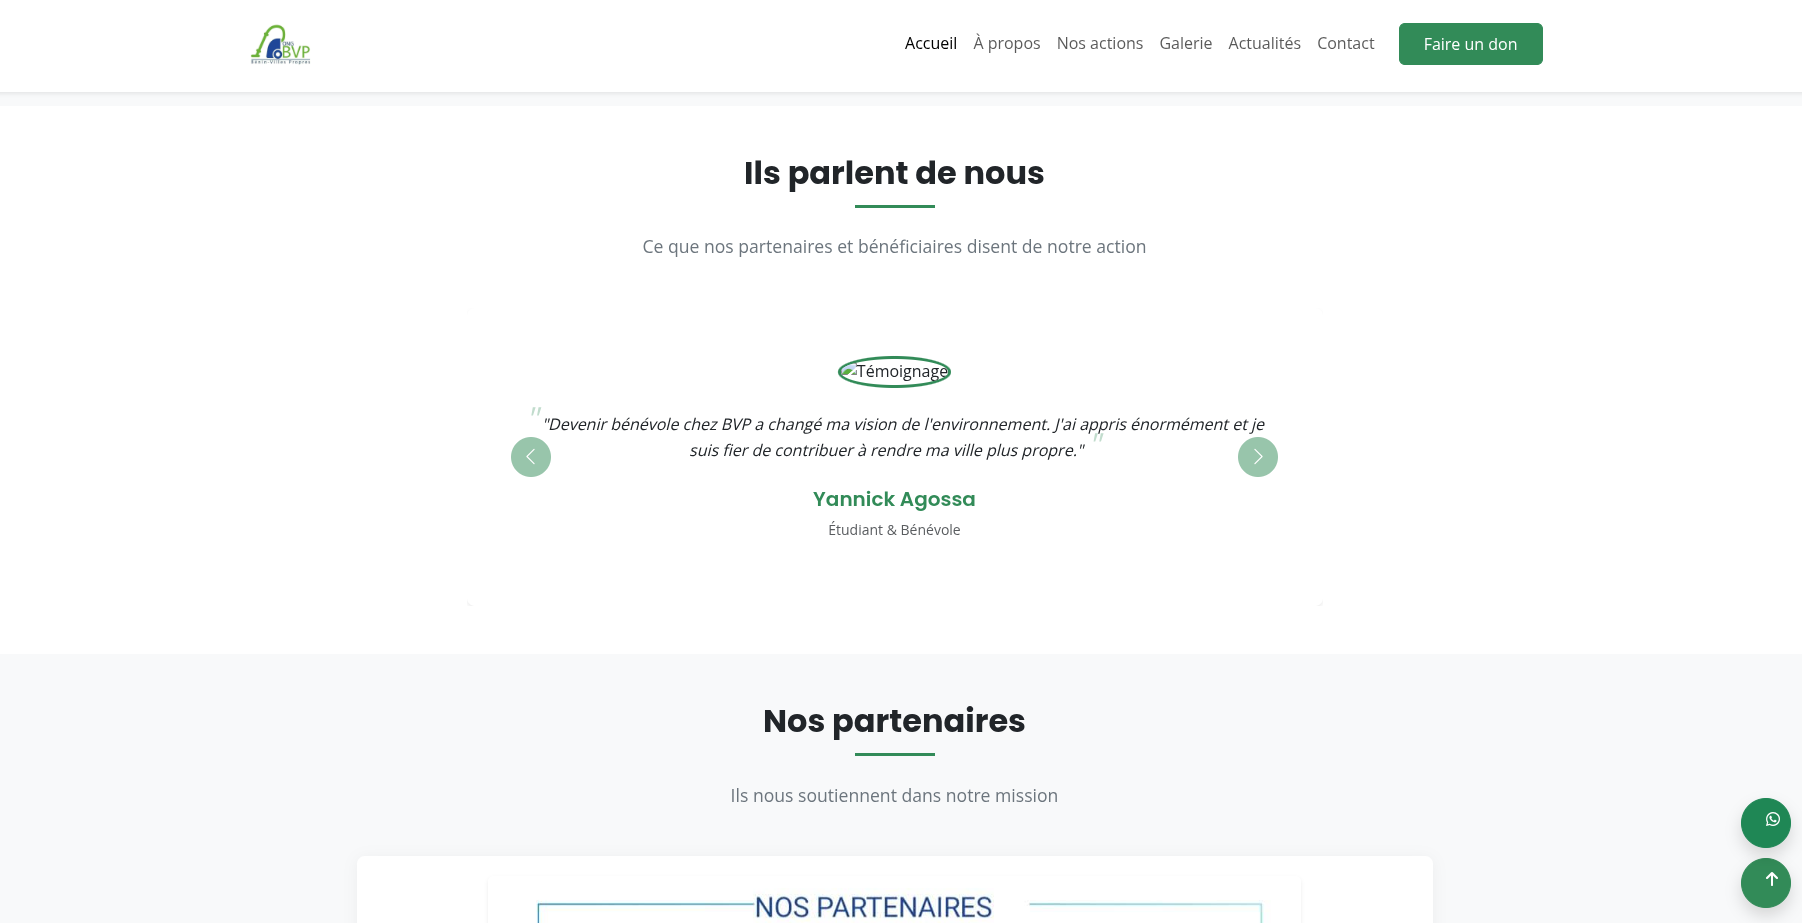 ONG
BVP
Bénin-Villes Propres
Accueil
À propos
Nos actions
Galerie
Actualités
Contact
Faire un don
Ils parlent de nous
Ce que nos partenaires et bénéficiaires disent de notre action
Témoignage
"
"Devenir bénévole chez BVP a changé ma vision de l'environnement. J'ai appris énormément et je
suis fier de contribuer à rendre ma ville plus propre."
"
Yannick Agossa
Étudiant & Bénévole
Nos partenaires
Ils nous soutiennent dans notre mission
NOS PARTENAIRES